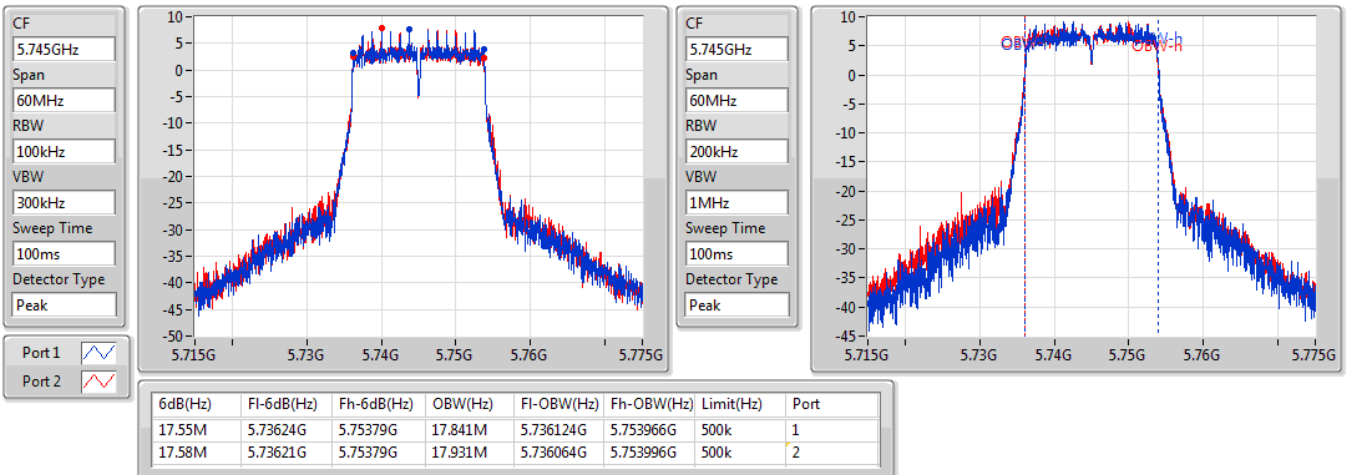 CF
5.745GHz
Span
60MHz
RBW
100kHz
VBW
300kHz
Sweep Time
100ms
Detector Type
Peak
Port 1
Port 2
10
5
0
-5
-10
-15
-20
-25
-30
-35
-40
-45
-50
5.715G 5.73G 5.74G 5.75G 5.76G 5.775G
CF
5.745GHz
Span
60MHz
RBW
200kHz
VBW
1MHz
Sweep Time
100ms
Detector Type
Peak
10
5
0
-5
-10
-15
-20
-25
-30
-35
-40
-45
5.715G 5.73G 5.74G 5.75G 5.76G 5.775G
6dB(Hz) Fl-6dB(Hz) Fh-6dB(Hz) OBW(Hz) Fl-OBW(Hz) Fh-OBW(Hz) Limit(Hz) Port
17.55M 5.73624G 5.75379G 17.841M 5.736124G 5.753966G 500k 1
17.58M 5.73621G 5.75379G 17.931M 5.736064G 5.753996G 500k 2